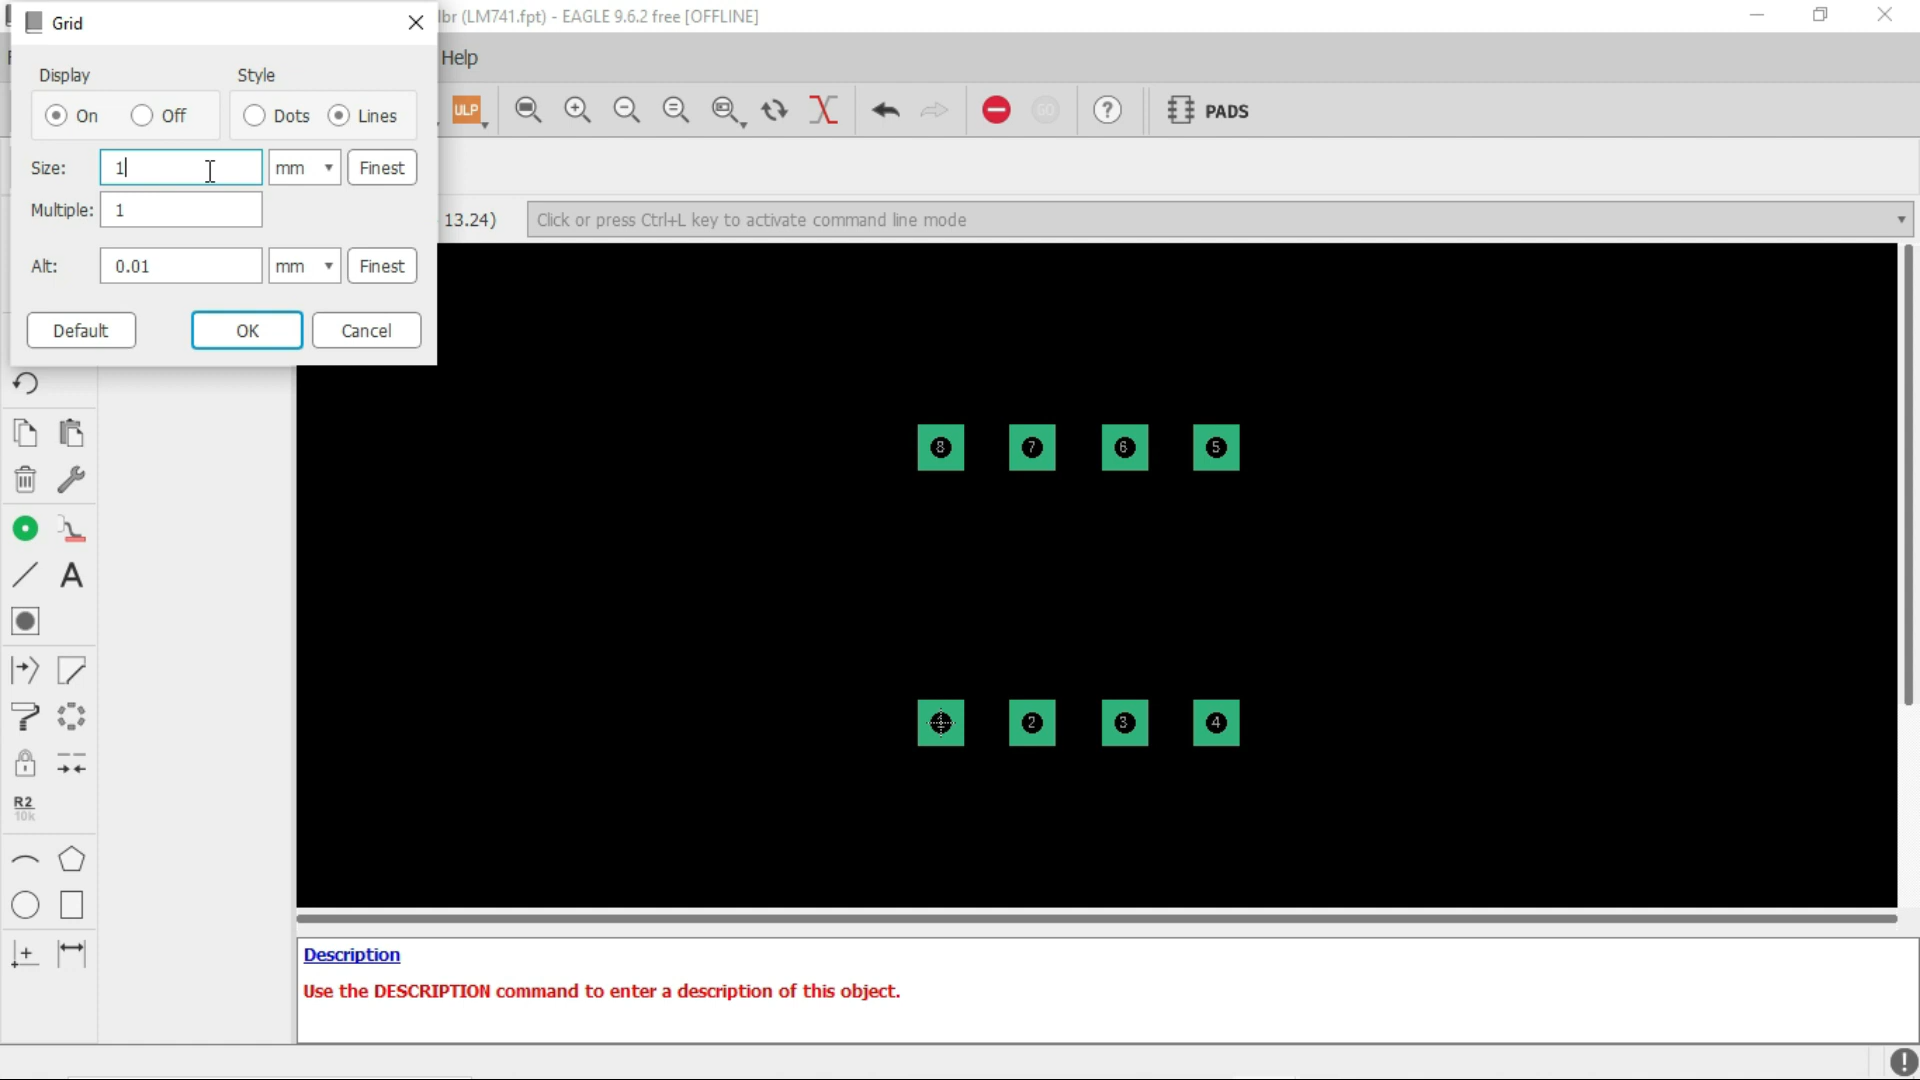 Grid
lbr (LM741.fpt) - EAGLE 9.6.2 free [OFFLINE]
Help
Display Style
On Off Dots Lines
ULP
GO
?
PADS
Size: 1 mm Finest
Multiple: 1
13.24)
Click or press Ctrl+L key to activate command line mode
Alt: 0.01 mm Finest
Default OK Cancel
8 7 6 5
A
1 2 3 4
R2
10k
Description
Use the DESCRIPTION command to enter a description of this object.